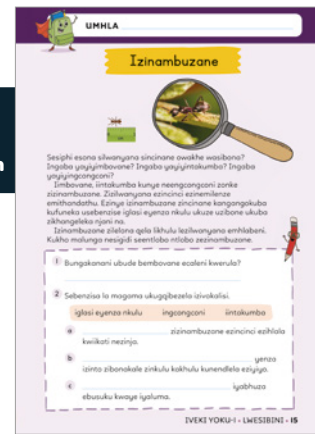 UMHLA
Izinambuzane
Sesiphi esona silwanyana sincinane owakhe wasibona?
Ingaba yayiyimbovane? Ingaba yayiyintakumba? Ingaba
yayiyingcongconi?
Iimbovane, iintakumba kunye neengcongconi zonke
zizinambuzane. Zizilwanyana ezincinci ezinemilenze
emithandathu. Ezinye izinambuzane zincinane kangangokuba
kufuneka usebenzise iglasi eyenza nkulu ukuze uzibone ukuba
zikhangeleka njani na.
Izinambuzane zilelona qela likhulu lezilwanyana emhlabeni.
Kukho malunga nesigidi seentlobo ntlobo zezinambuzane.
1 Bungakanani ubude bembovane ecaleni kwerula?
2 Sebenzisa la magama ukugqibezela izivakalisi.
iglasi eyenza nkulu ingcongconi iintakumba
a zizinambuzane ezincinci ezihlala
kwiikati nezinja.
b yenza
izinto zibonakale zinkulu kakhulu kunendlela eziyiyo.
c iyabhuza
ebusuku kwaye iyaluma.
IVEKI YOKU-1 • LWESIBINI • 15